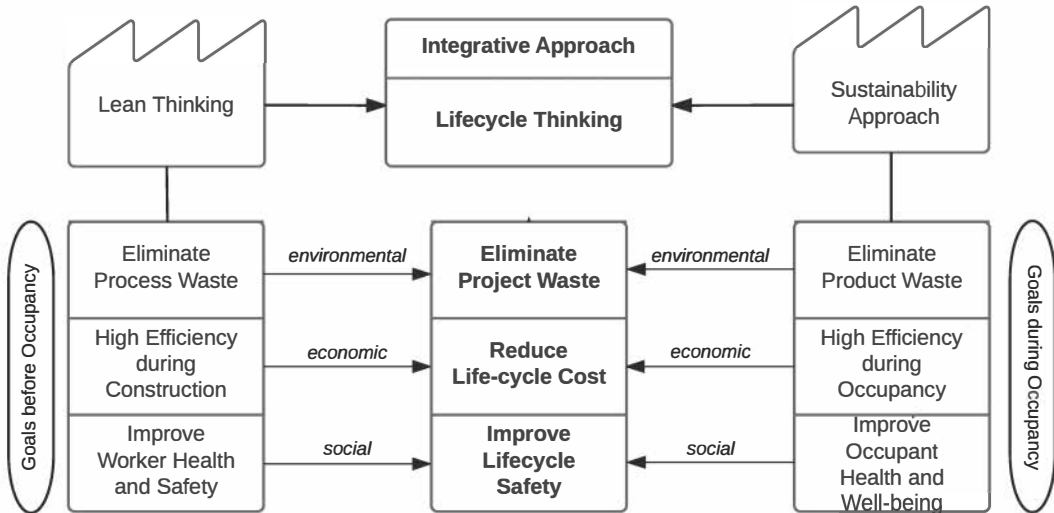 Integrative Approach
Lean Thinking
Lifecycle Thinking
Sustainability
Approach
Goals before Occupancy
Eliminate
Process Waste
environmental
Eliminate
Project Waste
environmental
Eliminate
Product Waste
High Efficiency
during
Construction
economic
Reduce
Life-cycle Cost
economic
High Efficiency
during
Occupancy
Improve
Worker Health
and Safety
social
Improve
Lifecycle
Safety
social
Improve
Occupant
Health and
Well-being
Goals during Occupancy